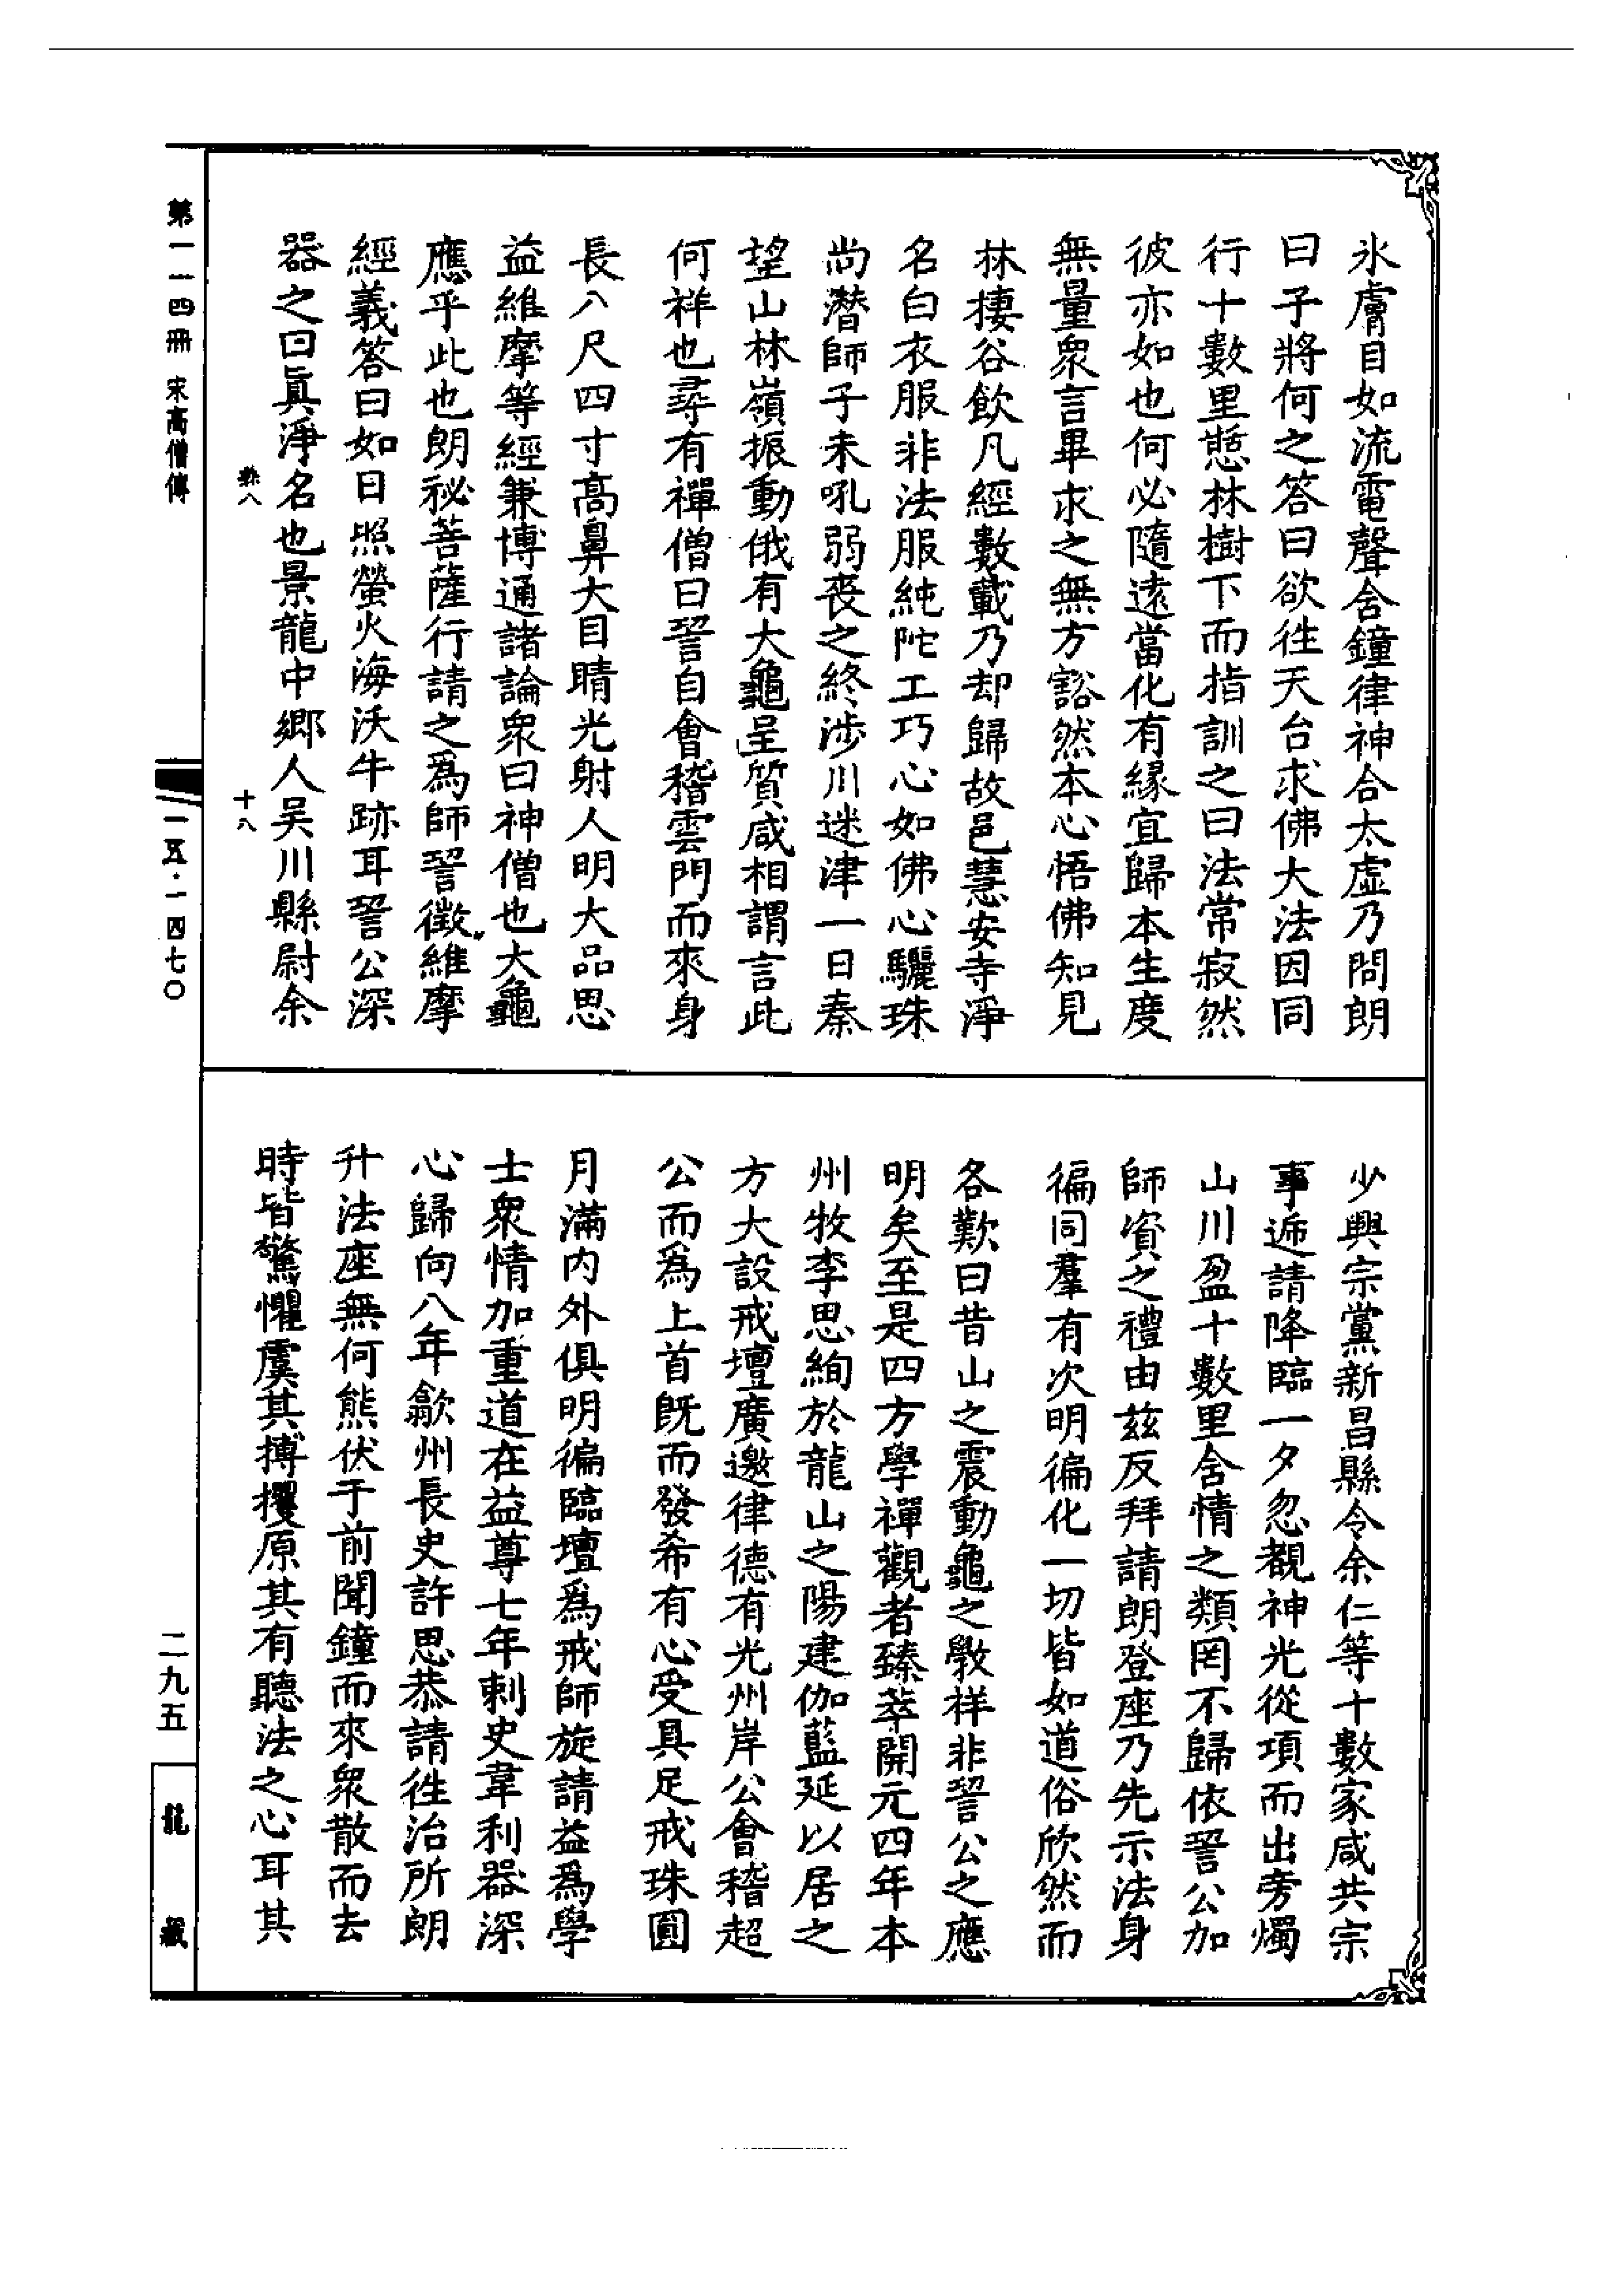 氷膚目如流電聲含鐘律神合太虛乃問朗
曰子將何之答曰欲徃天台求佛大法因同
行十數里憇林樹下而指訓之曰法常寂然
彼亦如也何必隨遠當化有緣宜歸本生度
無量衆言畢求之無方豁然本心悟佛知見
林棲谷飲凡經數載乃却歸故邑慧安寺淨
名白衣服非法服純陀工巧心如佛心驪珠
尚潛師子未吼弱喪之終涉川迷津一日秦
望山林嶺振動俄有大龜呈質咸相謂言此
何祥也尋有禪僧曰詧自會稽雲門而來身
長八尺四寸高鼻大目睛光射人明大品思
益維摩等經兼博通諸論衆曰神僧也大龜
應乎此也朗祕菩薩行請之爲師詧徵維摩
經義答曰如日照螢火海沃牛跡耳詧公深
器之曰眞淨名也景龍中鄉人吴川縣尉余
少興宗黨新昌縣令余仁等十數家咸共宗
事遞請降臨一夕忽覩神光從項而出旁燭
山川盈十數里含情之類罔不歸依詧公加
師資之禮由兹反拜請朗登座乃先示法身
徧同羣有次明徧化一切皆如道俗欣然而
各歎曰昔山之震動龜之斅祥非詧公之應
明矣至是四方學禪觀者臻萃開元四年本
州牧李思絢於龍山之陽建伽藍延以居之
方大設戒壇廣邀律德有光州岸公會稽超
公而爲上首旣而發希有心受具足戒珠圓
月滿内外俱明徧臨壇爲戒師旋請益爲學
士衆情加重道在益尊七年刺史韋利器深
心歸向八年歙州長史許思恭請徃治所朗
升法座無何熊伏于前聞鐘而來衆散而去
時皆驚懼虞其搏攫原其有聽法之心耳其
第一一四冊 宋高僧傳
十八
一五·一四七〇
二九五
龍藏